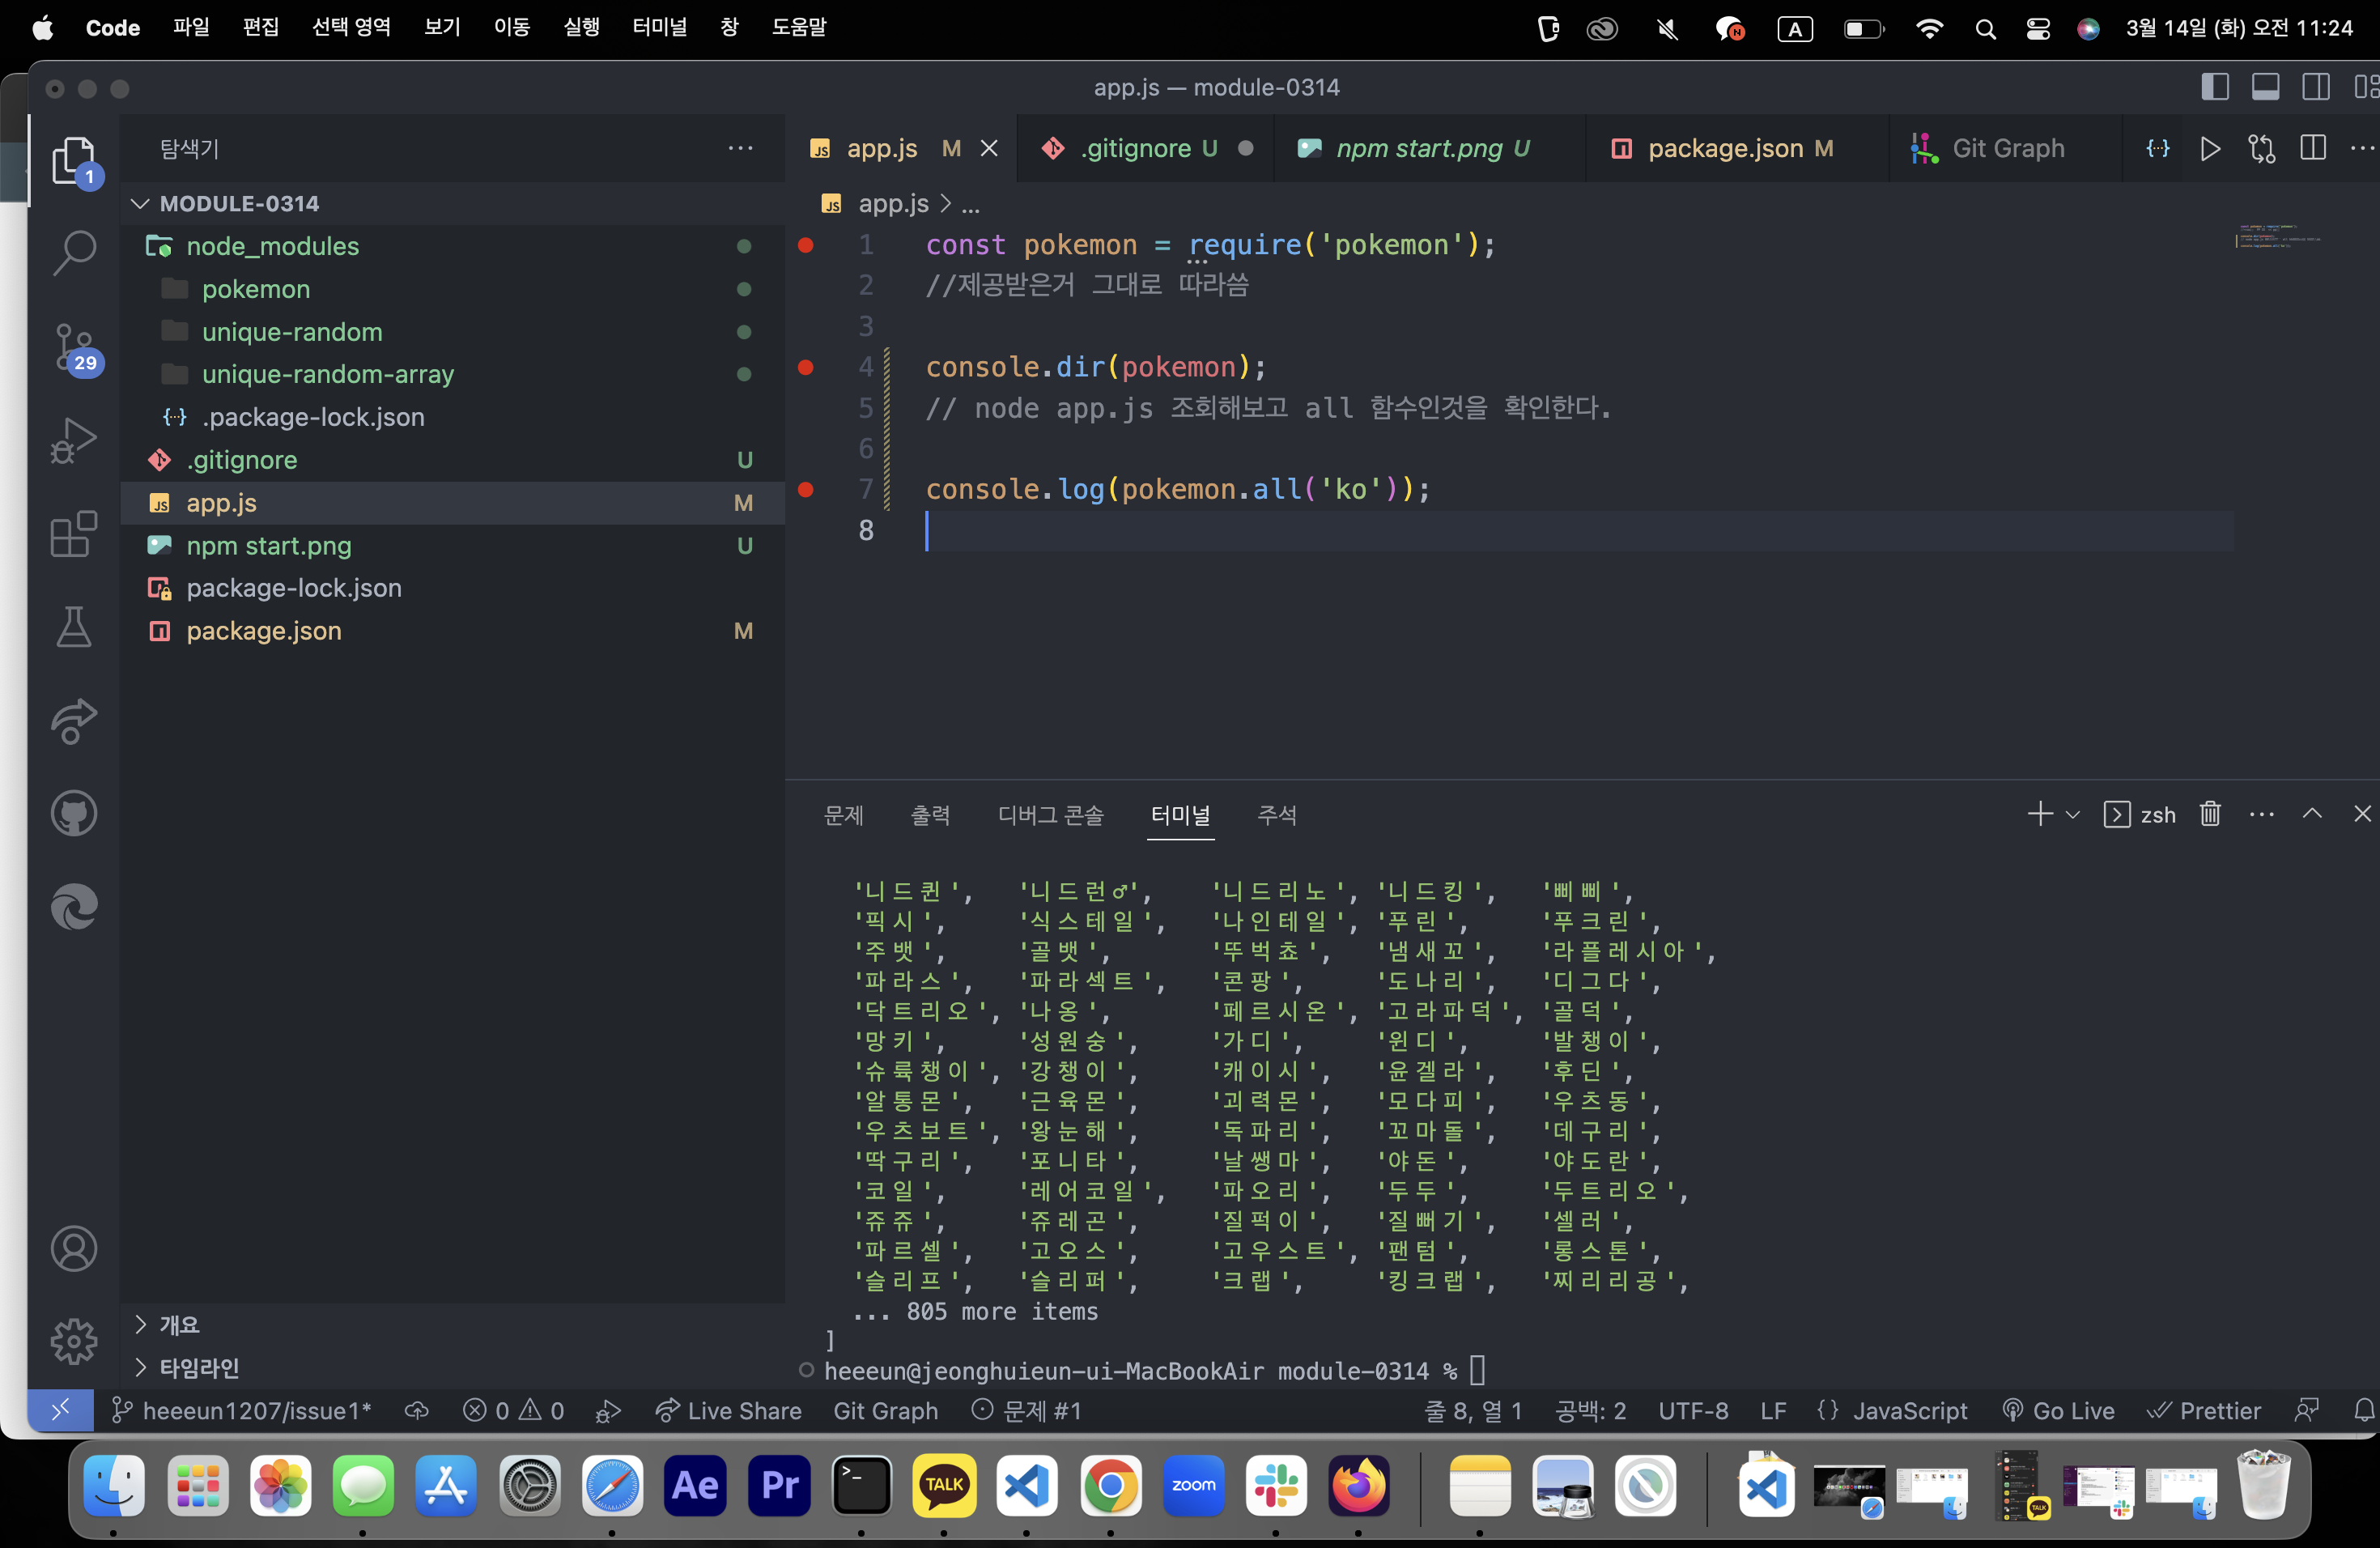 Code 파일 편집 선택 영역 보기 이동 실행 터미널 창 도움말 A 3월 14일 (화) 오전 11:24
app.js — module-0314
탐색기
app.js M
.gitignore U
npm start.png U
package.json M
Git Graph
1
29
MODULE-0314
node_modules
pokemon
unique-random
unique-random-array
.package-lock.json
.gitignore U
app.js M
npm start.png U
package-lock.json
package.json M
개요
타임라인
app.js > ...
1 const pokemon = require('pokemon');
2 //제공받은거 그대로 따라씀
3
4 console.dir(pokemon);
5 // node app.js 조회해보고 all 함수인것을 확인한다.
6
7 console.log(pokemon.all('ko'));
8
문제 출력 디버그 콘솔 터미널 주석 zsh
'니드퀸', '니드런♂', '니드리노', '니드킹', '삐삐',
'픽시', '식스테일', '나인테일', '푸린', '푸크린',
'주뱃', '골뱃', '뚜벅쵸', '냄새꼬', '라플레시아',
'파라스', '파라섹트', '콘팡', '도나리', '디그다',
'닥트리오', '나옹', '페르시온', '고라파덕', '골덕',
'망키', '성원숭', '가디', '윈디', '발챙이',
'슈륙챙이', '강챙이', '캐이시', '윤겔라', '후딘',
'알통몬', '근육몬', '괴력몬', '모다피', '우츠동',
'우츠보트', '왕눈해', '독파리', '꼬마돌', '데구리',
'딱구리', '포니타', '날쌩마', '야돈', '야도란',
'코일', '레어코일', '파오리', '두두', '두트리오',
'쥬쥬', '쥬레곤', '질퍽이', '질뻐기', '셀러',
'파르셀', '고오스', '고우스트', '팬텀', '롱스톤',
'슬리프', '슬리퍼', '크랩', '킹크랩', '찌리리공',
... 805 more items
]
heeeun@jeonghuieun-ui-MacBookAir module-0314 %
heeeun1207/issue1* 0 0 Live Share Git Graph 문제 #1 줄 8, 열 1 공백: 2 UTF-8 LF {} JavaScript Go Live Prettier
Ae Pr TALK zoom